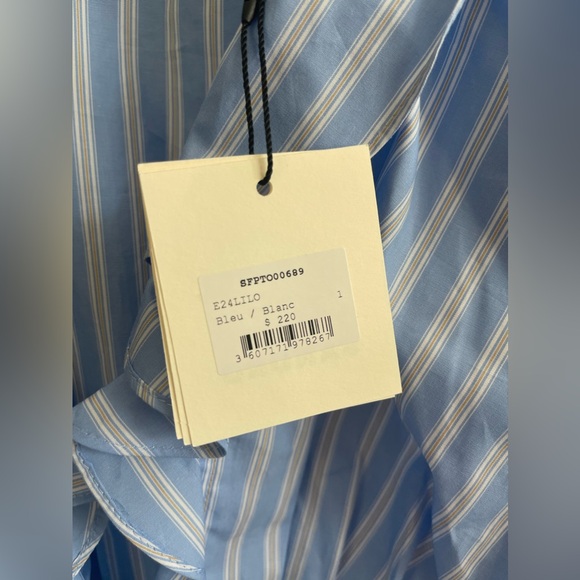 SFPTO00689
E24LILO
Bleu / Blanc 1
$ 220
3 607171 978267